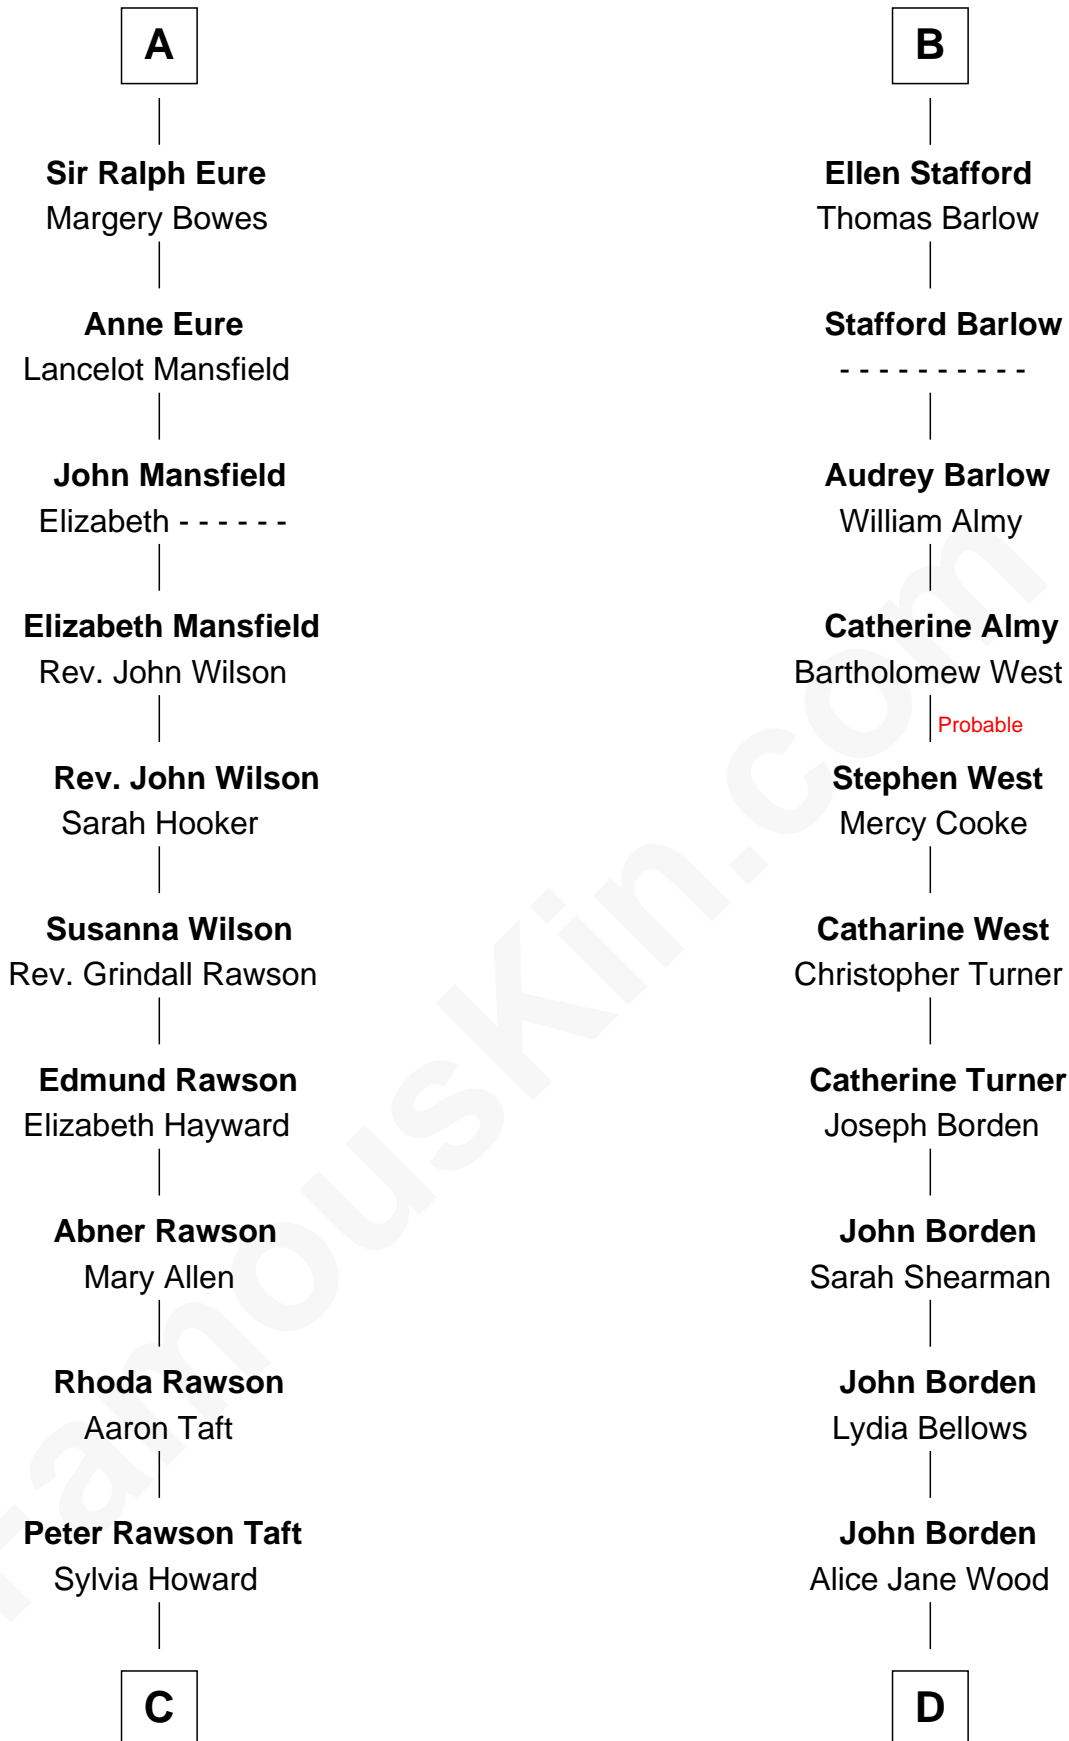 A
Sir Ralph Eure
Margery Bowes
Anne Eure
Lancelot Mansfield
John Mansfield
Elizabeth - - - - - -
Elizabeth Mansfield
Rev. John Wilson
Rev. John Wilson
Sarah Hooker
Susanna Wilson
Rev. Grindall Rawson
Edmund Rawson
Elizabeth Hayward
Abner Rawson
Mary Allen
Rhoda Rawson
Aaron Taft
Peter Rawson Taft
Sylvia Howard
C
B
Ellen Stafford
Thomas Barlow
Stafford Barlow
- - - - - - - - - -
Audrey Barlow
William Almy
Catherine Almy
Bartholomew West
Probable
Stephen West
Mercy Cooke
Catharine West
Christopher Turner
Catherine Turner
Joseph Borden
John Borden
Sarah Shearman
John Borden
Lydia Bellows
John Borden
Alice Jane Wood
D
FamousKin.com